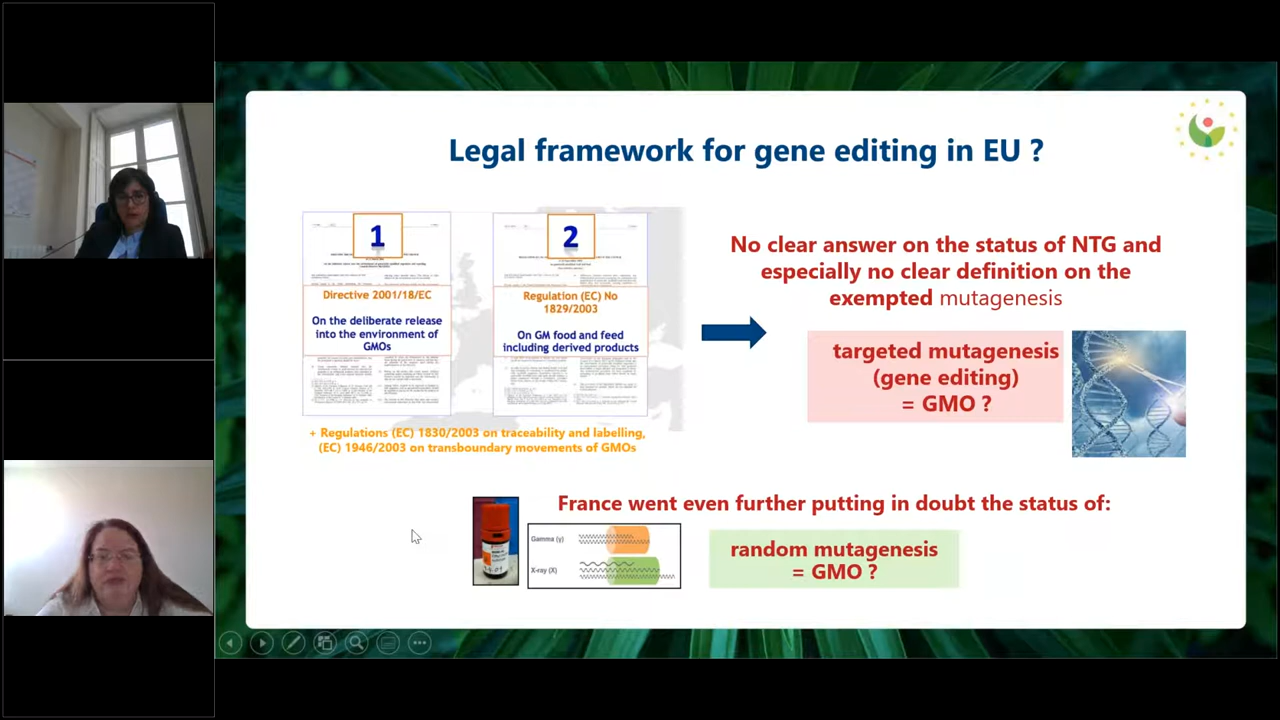 Legal framework for gene editing in EU ?
1
Directive 2001/18/EC
On the deliberate release
into the environment of
GMOs
2
Regulation (EC) No
1829/2003
On GM food and feed
including derived products
+ Regulations (EC) 1830/2003 on traceability and labelling,
(EC) 1946/2003 on transboundary movements of GMOs
No clear answer on the status of NTG and
especially no clear definition on the
exempted mutagenesis
targeted mutagenesis
(gene editing)
= GMO ?
France went even further putting in doubt the status of:
Gamma (γ)
X-ray (X)
random mutagenesis
= GMO ?